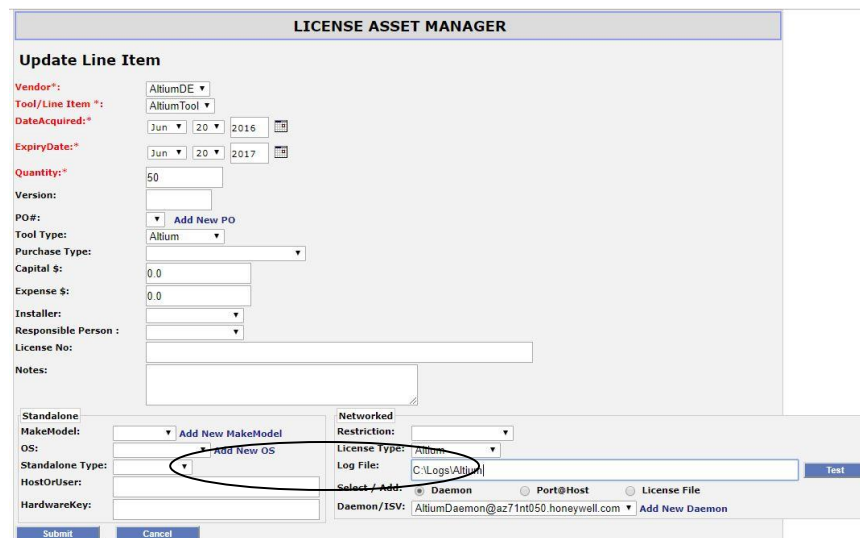 LICENSE ASSET MANAGER
Update Line Item
Vendor*: AltiumDE
Tool/Line Item *: AltiumTool
DateAcquired:* Jun 20 2016
ExpiryDate:* Jun 20 2017
Quantity:* 50
Version:
PO#: Add New PO
Tool Type: Altium
Purchase Type:
Capital $: 0.0
Expense $: 0.0
Installer:
Responsible Person :
License No:
Notes:
Standalone
MakeModel: Add New MakeModel
OS: Add New OS
Standalone Type:
HostOrUser:
HardwareKey:
Networked
Restriction:
License Type: Altium
Log File: C:\Logs\Altium Test
Select / Add: Daemon Port@Host License File
Daemon/ISV: AltiumDaemon@az71nt050.honeywell.com Add New Daemon
Submit Cancel